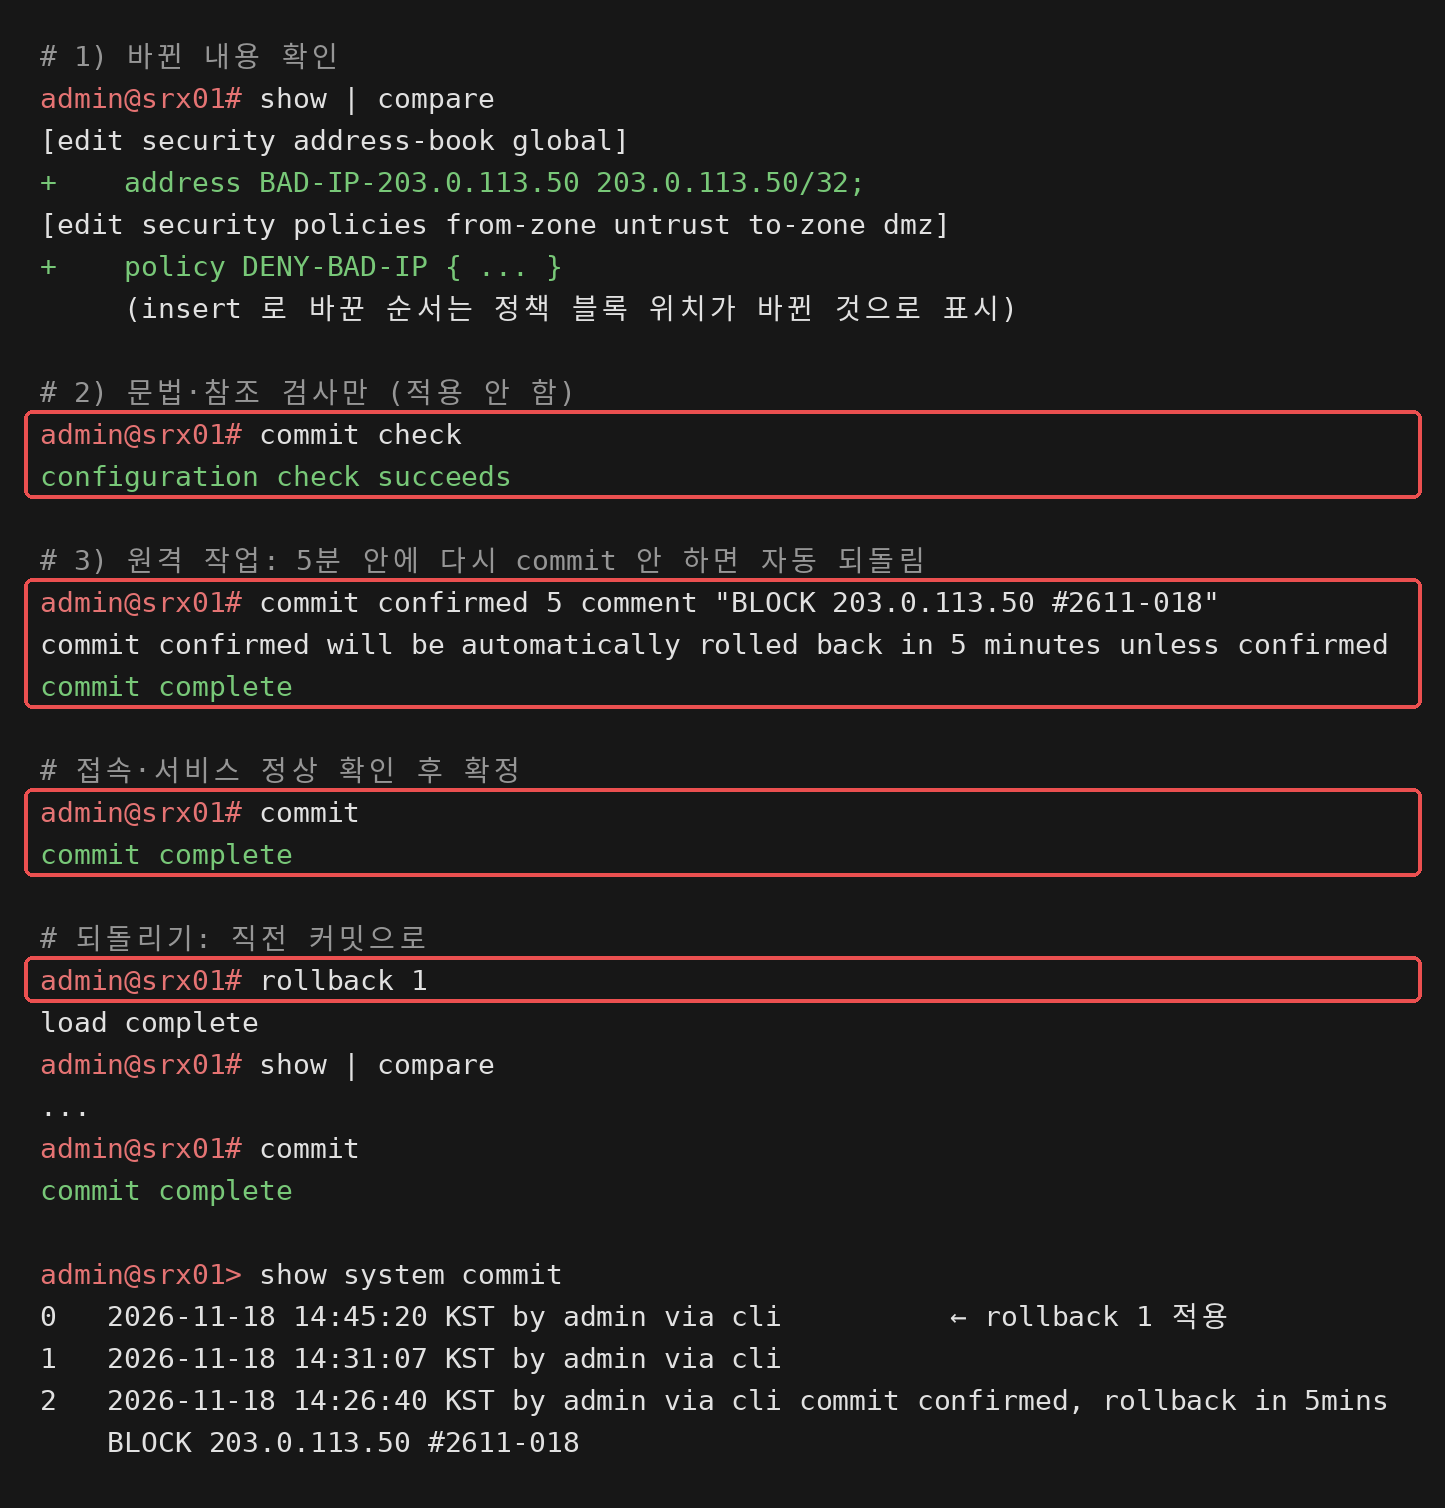 # 1) 바뀐 내용 확인
admin@srx01# show | compare
[edit security address-book global]
+    address BAD-IP-203.0.113.50 203.0.113.50/32;
[edit security policies from-zone untrust to-zone dmz]
+    policy DENY-BAD-IP { ... }
     (insert 로 바꾼 순서는 정책 블록 위치가 바뀐 것으로 표시)
# 2) 문법·참조 검사만 (적용 안 함)
admin@srx01# commit check
configuration check succeeds
# 3) 원격 작업: 5분 안에 다시 commit 안 하면 자동 되돌림
admin@srx01# commit confirmed 5 comment "BLOCK 203.0.113.50 #2611-018"
commit confirmed will be automatically rolled back in 5 minutes unless confirmed
commit complete
# 접속·서비스 정상 확인 후 확정
admin@srx01# commit
commit complete
# 되돌리기: 직전 커밋으로
admin@srx01# rollback 1
load complete
admin@srx01# show | compare
...
admin@srx01# commit
commit complete
admin@srx01> show system commit
0   2026-11-18 14:45:20 KST by admin via cli          ← rollback 1 적용
1   2026-11-18 14:31:07 KST by admin via cli
2   2026-11-18 14:26:40 KST by admin via cli commit confirmed, rollback in 5mins
    BLOCK 203.0.113.50 #2611-018